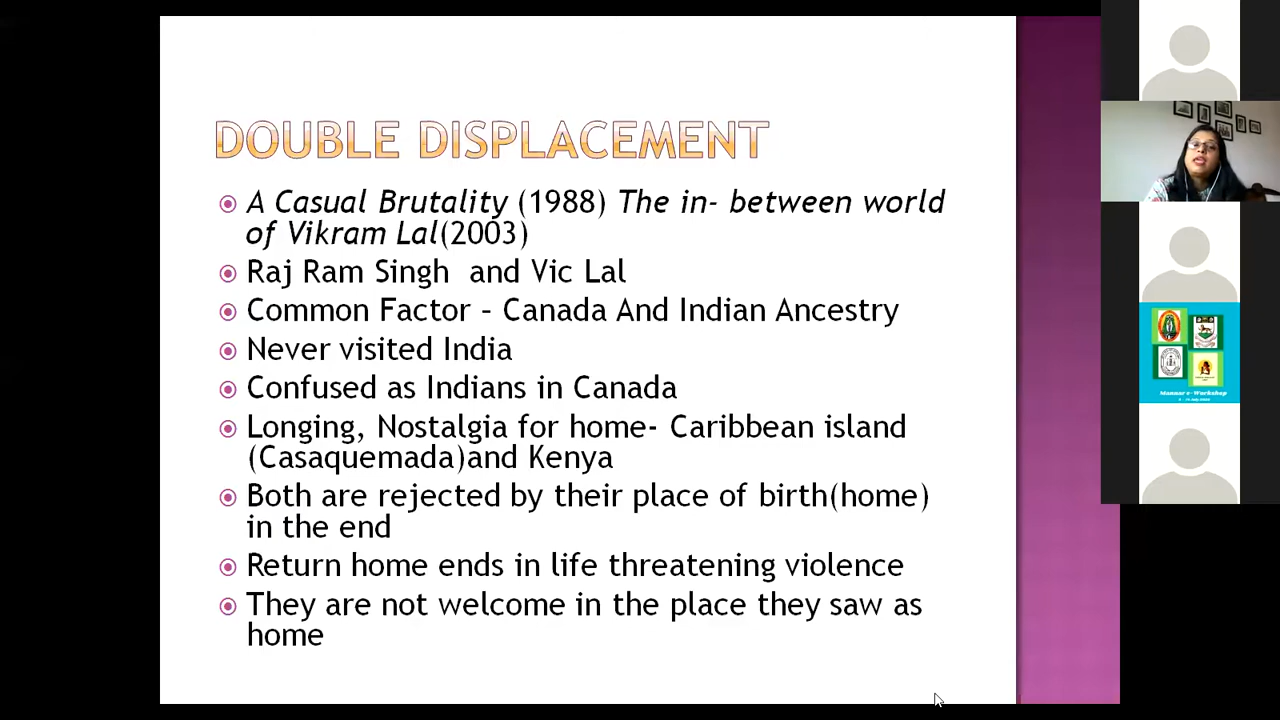 DOUBLE DISPLACEMENT
A Casual Brutality (1988) The in- between world
of Vikram Lal(2003)
Raj Ram Singh  and Vic Lal
Common Factor – Canada And Indian Ancestry
Never visited India
Confused as Indians in Canada
Longing, Nostalgia for home- Caribbean island
(Casaquemada)and Kenya
Both are rejected by their place of birth(home)
in the end
Return home ends in life threatening violence
They are not welcome in the place they saw as
home